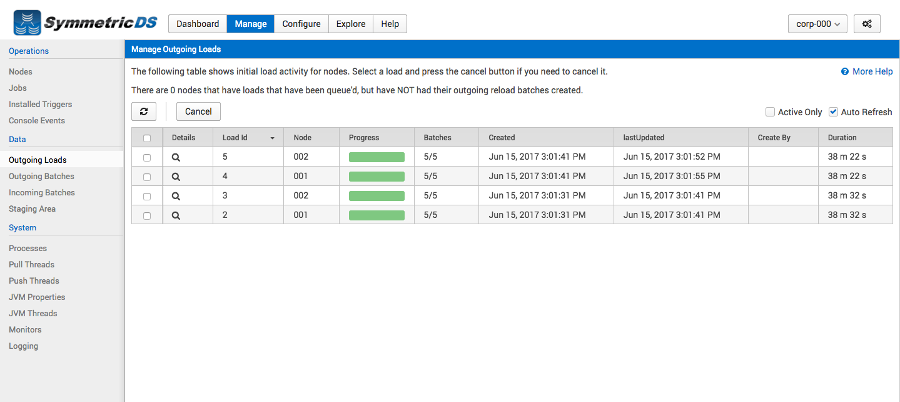 SymmetricDS
Dashboard Manage Configure Explore Help
corp-000
Operations
Nodes
Jobs
Installed Triggers
Console Events
Data
Outgoing Loads
Outgoing Batches
Incoming Batches
Staging Area
System
Processes
Pull Threads
Push Threads
JVM Properties
JVM Threads
Monitors
Logging
Manage Outgoing Loads
The following table shows initial load activity for nodes. Select a load and press the cancel button if you need to cancel it.
More Help
There are 0 nodes that have loads that have been queue'd, but have NOT had their outgoing reload batches created.
Cancel
Active Only Auto Refresh
Details Load Id Node Progress Batches Created lastUpdated Create By Duration
5 002 5/5 Jun 15, 2017 3:01:41 PM Jun 15, 2017 3:01:52 PM 38 m 22 s
4 001 5/5 Jun 15, 2017 3:01:41 PM Jun 15, 2017 3:01:55 PM 38 m 22 s
3 002 5/5 Jun 15, 2017 3:01:31 PM Jun 15, 2017 3:01:41 PM 38 m 32 s
2 001 5/5 Jun 15, 2017 3:01:31 PM Jun 15, 2017 3:01:41 PM 38 m 32 s